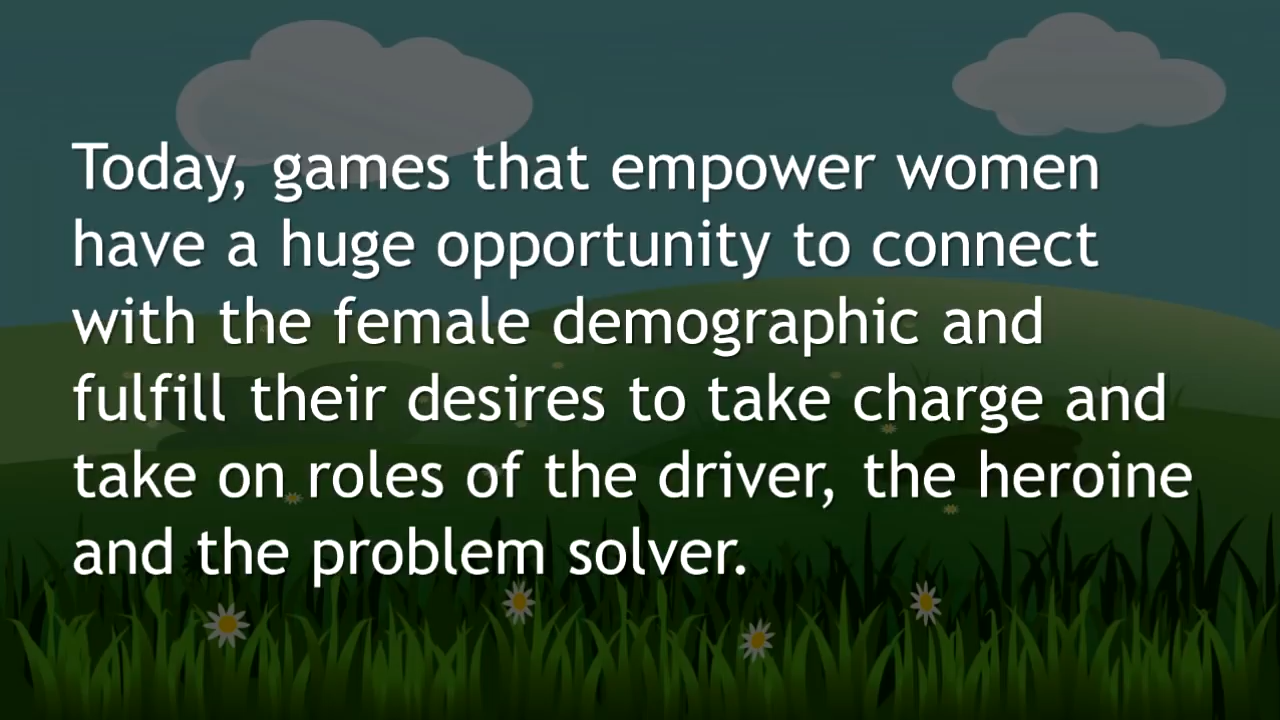 Today, games that empower women
have a huge opportunity to connect
with the female demographic and
fulfill their desires to take charge and
take on roles of the driver, the heroine
and the problem solver.